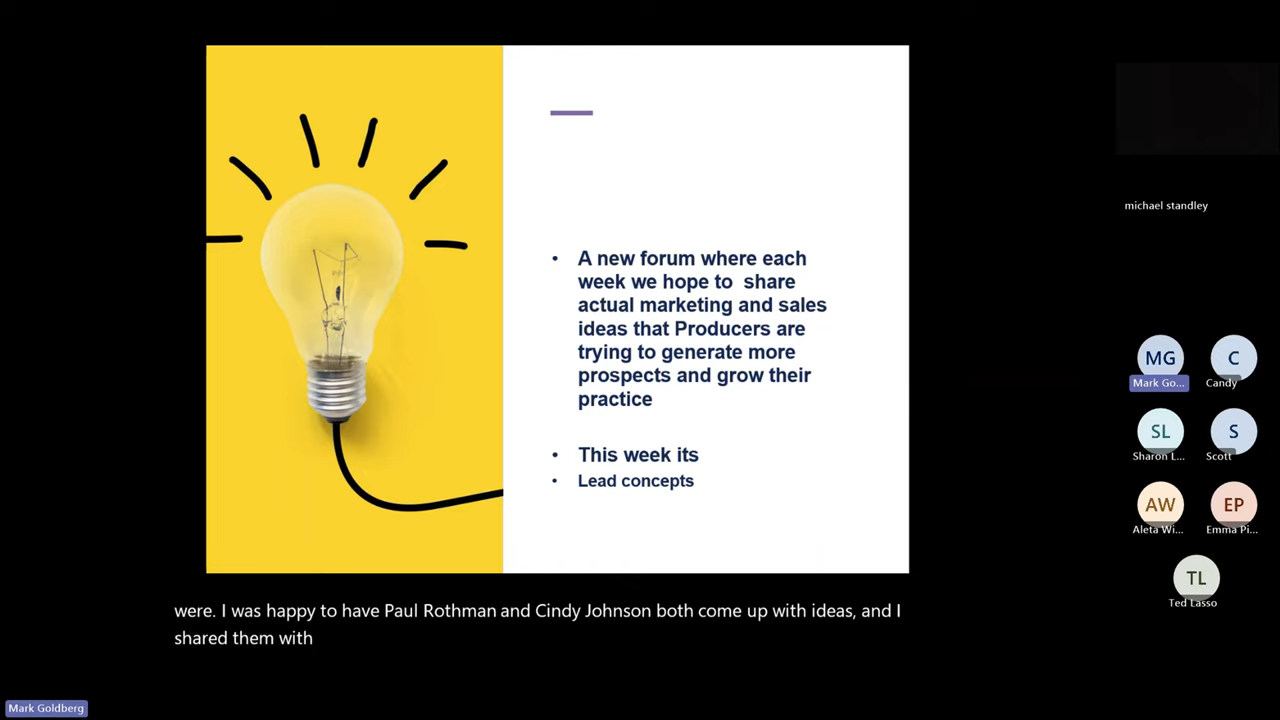 michael standley
• A new forum where each
week we hope to  share
actual marketing and sales
ideas that Producers are
trying to generate more
prospects and grow their
practice
• This week its
• Lead concepts
MG
Mark Go...
C
Candy
SL
Sharon L...
S
Scott
AW
Aleta Wi...
EP
Emma Pi...
TL
Ted Lasso
were. I was happy to have Paul Rothman and Cindy Johnson both come up with ideas, and I
shared them with
Mark Goldberg